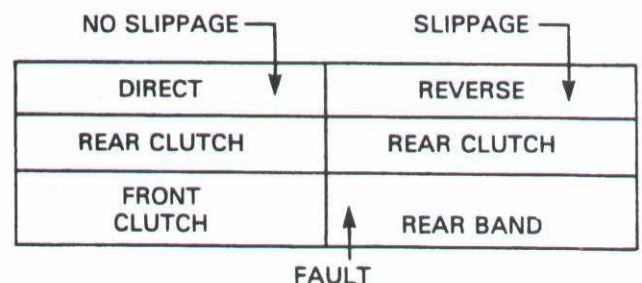 NO SLIPPAGE SLIPPAGE
DIRECT REVERSE
REAR CLUTCH REAR CLUTCH
FRONT
CLUTCH REAR BAND
FAULT